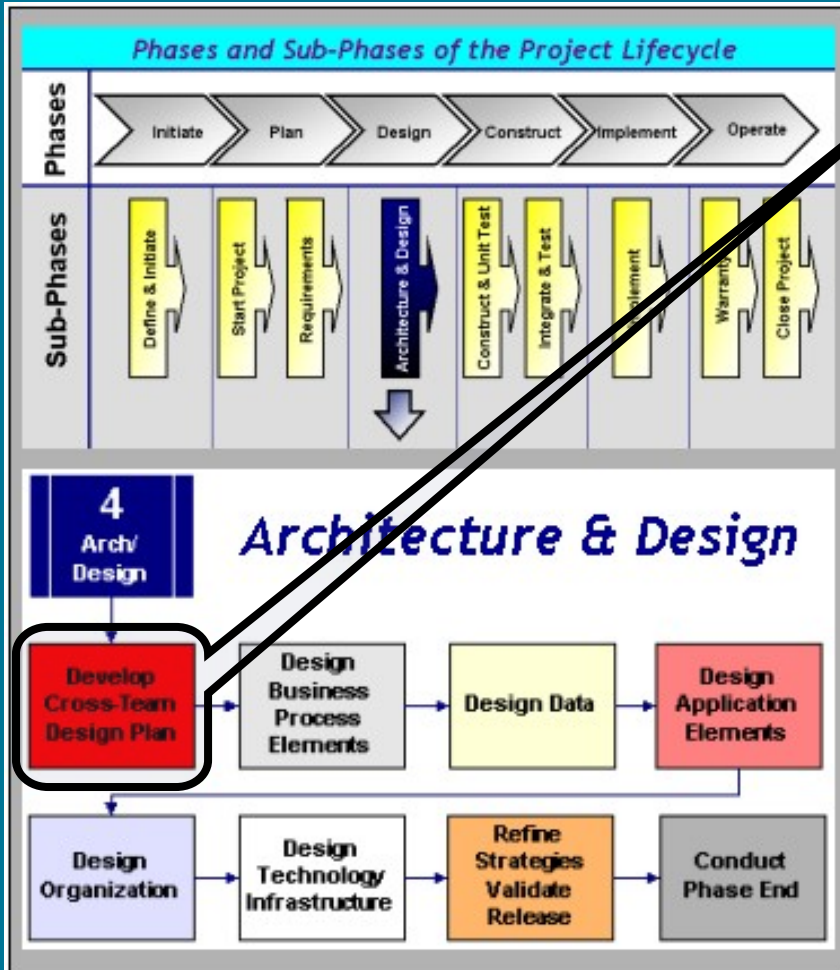 Phases and Sub-Phases of the Project Lifecycle
Phases
Initiate
Plan
Design
Construct
Implement
Operate
Sub-Phases
Define & Initiate
Start Project
Requirements
Architecture & Design
Construct & Unit Test
Integrate & Test
Warranty
Close Project
4
Arch/
Design
Architecture & Design
Develop
Cross-Team
Design Plan
Design
Business
Process
Elements
Design Data
Design
Application
Elements
Design
Organization
Design
Technology
Infrastructure
Refine
Strategies
Validate
Release
Conduct
Phase End